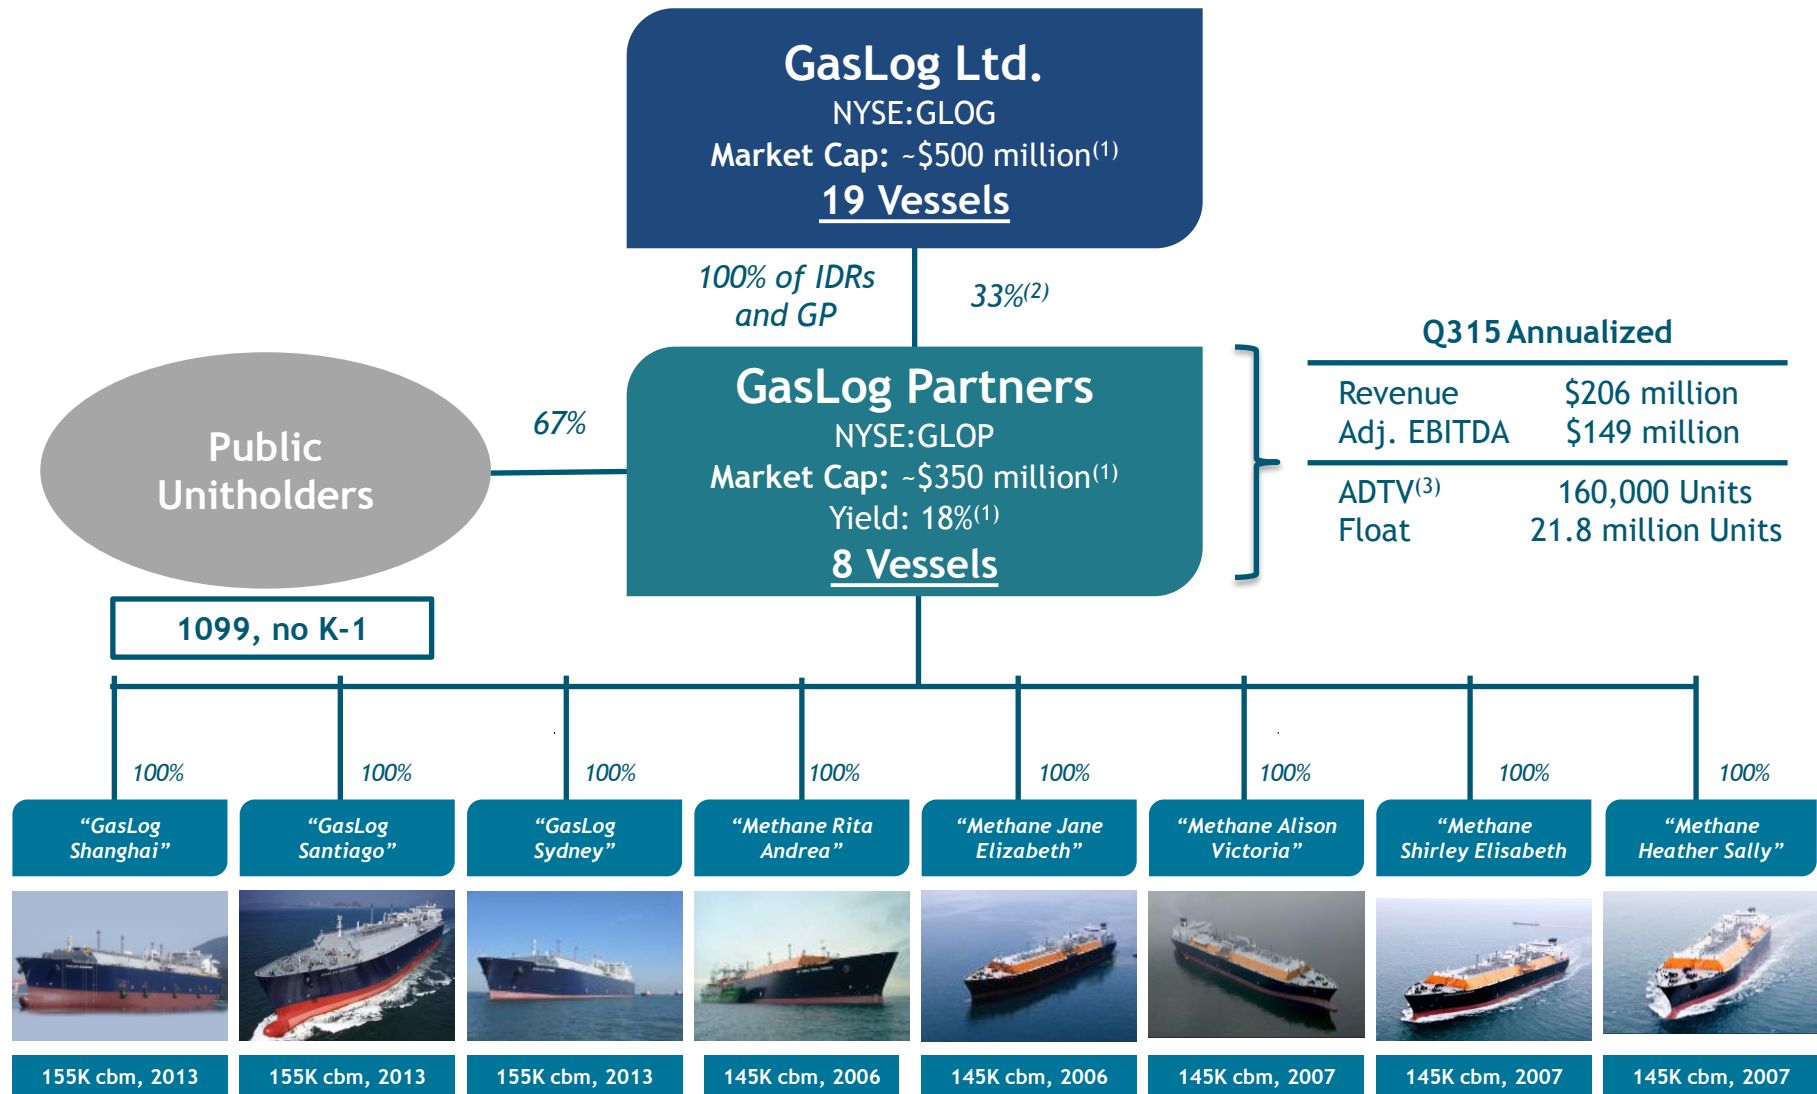 GasLog Ltd.
NYSE:GLOG
Market Cap: ~$500 million(1)
19 Vessels
100% of IDRs
and GP
33%(2)
Public
Unitholders
67%
GasLog Partners
NYSE:GLOP
Market Cap: ~$350 million(1)
Yield: 18%(1)
8 Vessels
Q315 Annualized
Revenue $206 million
Adj. EBITDA $149 million
ADTV(3) 160,000 Units
Float 21.8 million Units
1099, no K-1
100% 100% 100% 100% 100% 100% 100% 100%
“GasLog
Shanghai”
“GasLog
Santiago”
“GasLog
Sydney”
“Methane Rita
Andrea”
“Methane Jane
Elizabeth”
“Methane Alison
Victoria”
“Methane
Shirley Elisabeth
“Methane
Heather Sally”
155K cbm, 2013
155K cbm, 2013
155K cbm, 2013
145K cbm, 2006
145K cbm, 2006
145K cbm, 2007
145K cbm, 2007
145K cbm, 2007